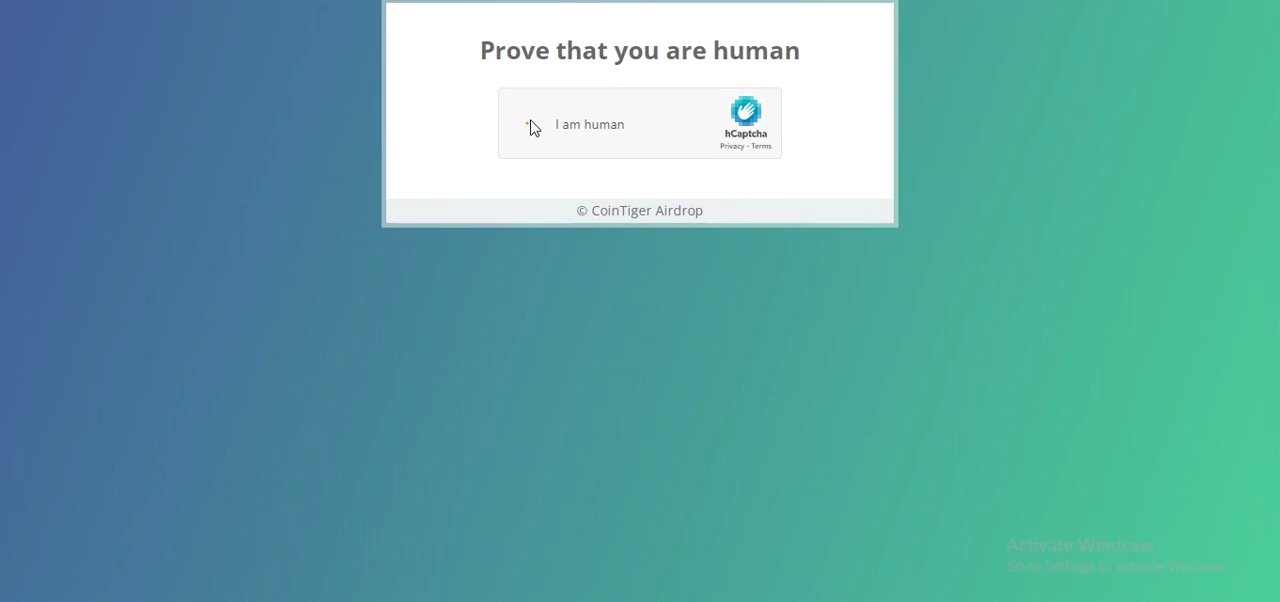 Prove that you are human
I am human
hCaptcha
Privacy - Terms
© CoinTiger Airdrop
Activate Windows
Go to Settings to activate Windows.